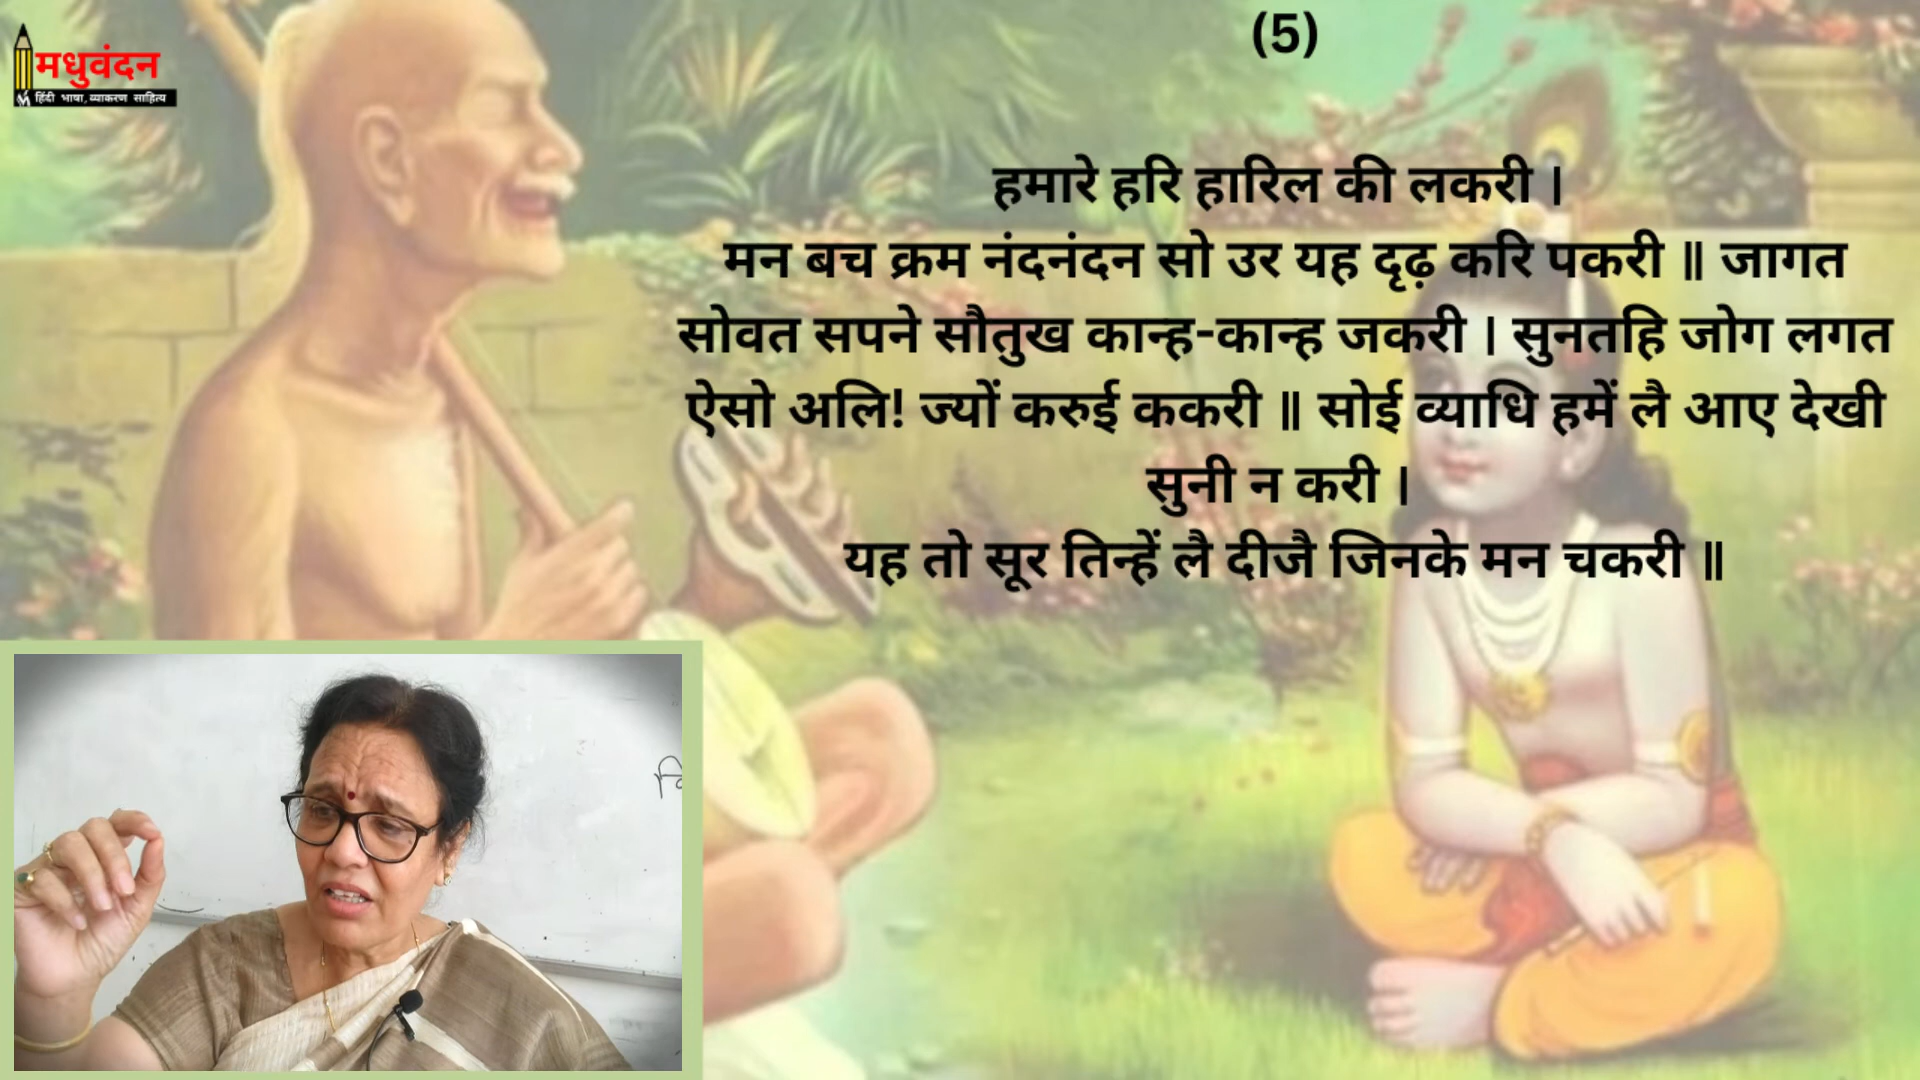 मधुवंदन
हिंदी भाषा, व्याकरण साहित्य
(5)
हमारे हरि हारिल की लकरी ।
मन बच क्रम नंदनंदन सो उर यह दृढ़ करि पकरी ॥ जागत
सोवत सपने सौतुख कान्ह-कान्ह जकरी । सुनतहि जोग लगत
ऐसो अलि! ज्यों करुई ककरी ॥ सोई व्याधि हमें लै आए देखी
सुनी न करी ।
यह तो सूर तिन्हें लै दीजै जिनके मन चकरी ॥